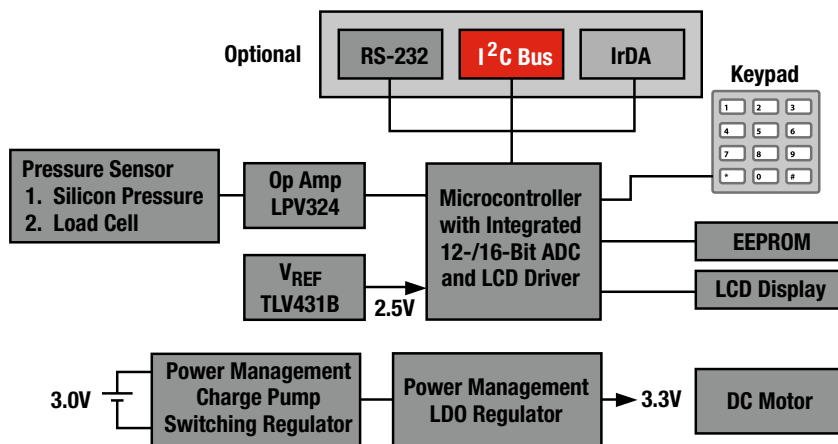 Optional
RS-232
I²C Bus
IrDA
Keypad
1 2 3
4 5 6
7 8 9
* 0 #
Pressure Sensor
1. Silicon Pressure
2. Load Cell
Op Amp
LPV324
Microcontroller
with Integrated
12-/16-Bit ADC
and LCD Driver
EEPROM
LCD Display
VREF
TLV431B
2.5V
3.0V
Power Management
Charge Pump
Switching Regulator
Power Management
LDO Regulator
3.3V
DC Motor